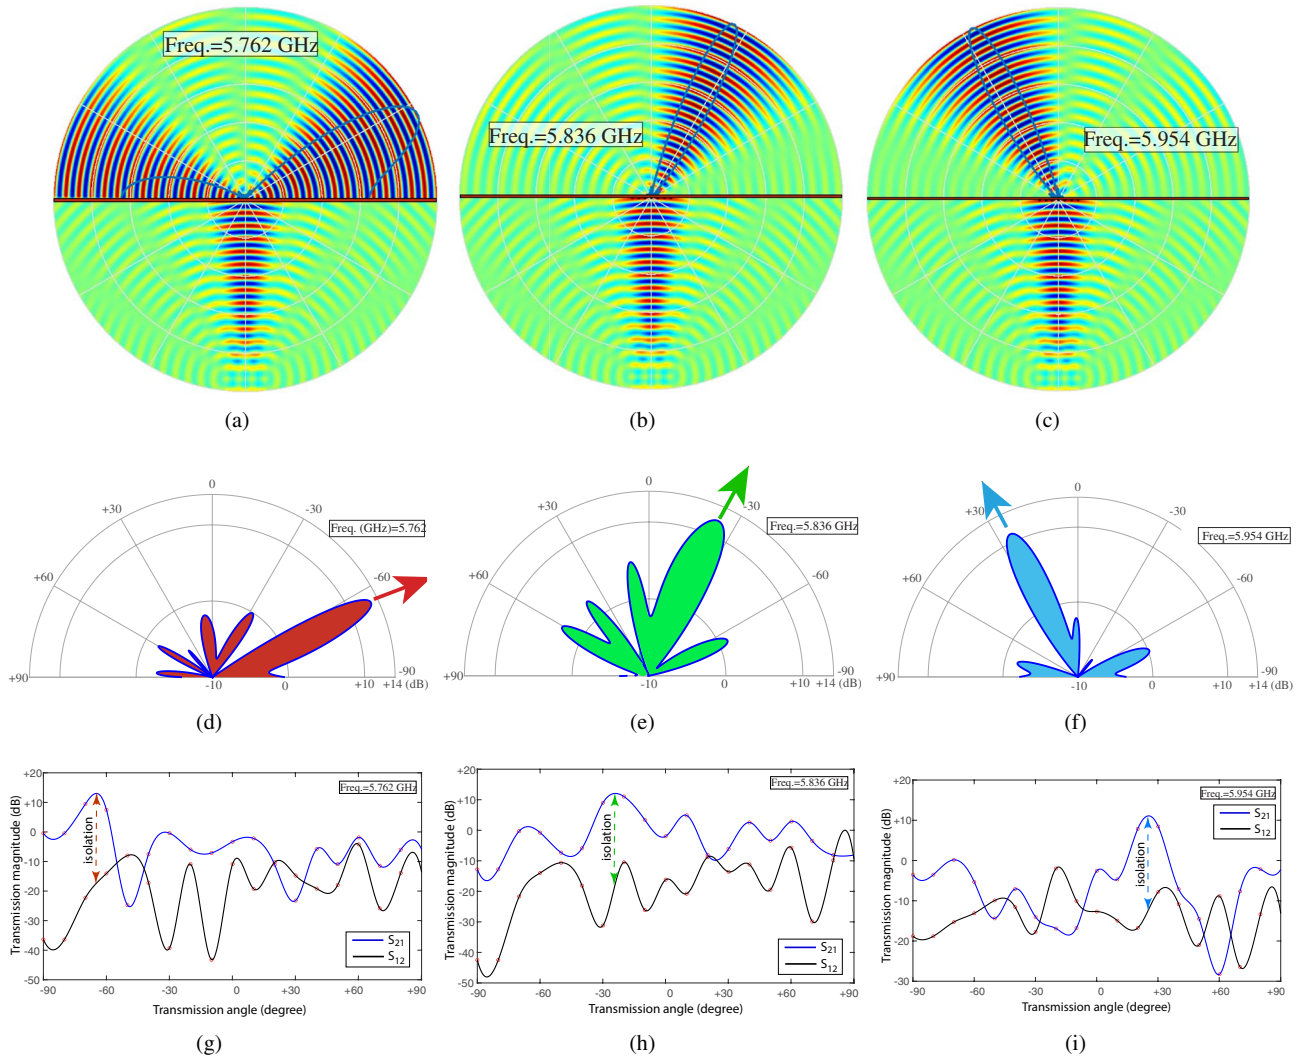 Freq.=5.762 GHz
Freq.=5.836 GHz
Freq.=5.954 GHz
(a)
(b)
(c)
0
+30
-30
Freq. (GHz)=5.762
+60
-60
+90
-90
-10
0
+10
+14 (dB)
0
+30
-30
Freq.=5.836 GHz
+60
-60
+90
-90
-10
0
+10
+14 (dB)
0
+30
-30
Freq.=5.954 GHz
+60
-60
+90
-90
-10
0
+10
+14 (dB)
(d)
(e)
(f)
Transmission magnitude (dB)
+20
+10
0
-10
-20
-30
-40
-50
Freq.=5.762 GHz
isolation
S21
S12
-90
-60
-30
0
+30
+60
+90
Transmission angle (degree)
Transmission magnitude (dB)
+20
+10
0
-10
-20
-30
-40
-50
Freq.=5.836 GHz
isolation
S21
S12
-90
-60
-30
0
+30
+60
+90
Transmission angle (degree)
Transmission magnitude (dB)
+20
+10
0
-10
-20
-30
Freq.=5.954 GHz
isolation
S21
S12
-90
-60
-30
0
+30
+60
+90
Transmission angle (degree)
(g)
(h)
(i)